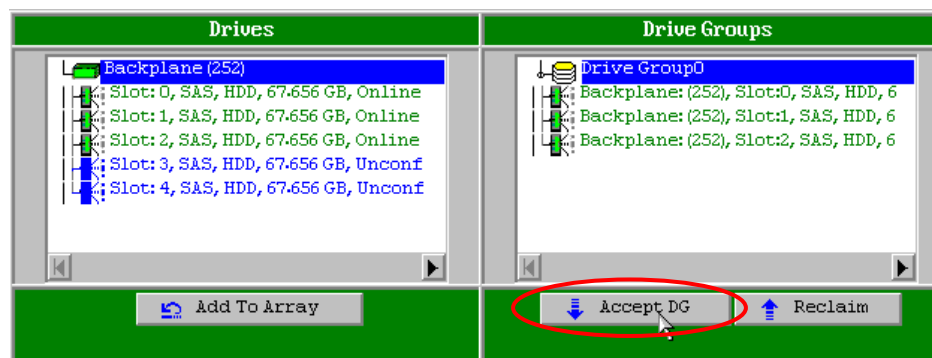 Drives
Backplane (252)
Slot: 0, SAS, HDD, 67.656 GB, Online
Slot: 1, SAS, HDD, 67.656 GB, Online
Slot: 2, SAS, HDD, 67.656 GB, Online
Slot: 3, SAS, HDD, 67.656 GB, Unconf
Slot: 4, SAS, HDD, 67.656 GB, Unconf
Add To Array
Drive Groups
Drive Group0
Backplane: (252), Slot:0, SAS, HDD, 6
Backplane: (252), Slot:1, SAS, HDD, 6
Backplane: (252), Slot:2, SAS, HDD, 6
Accept DG
Reclaim